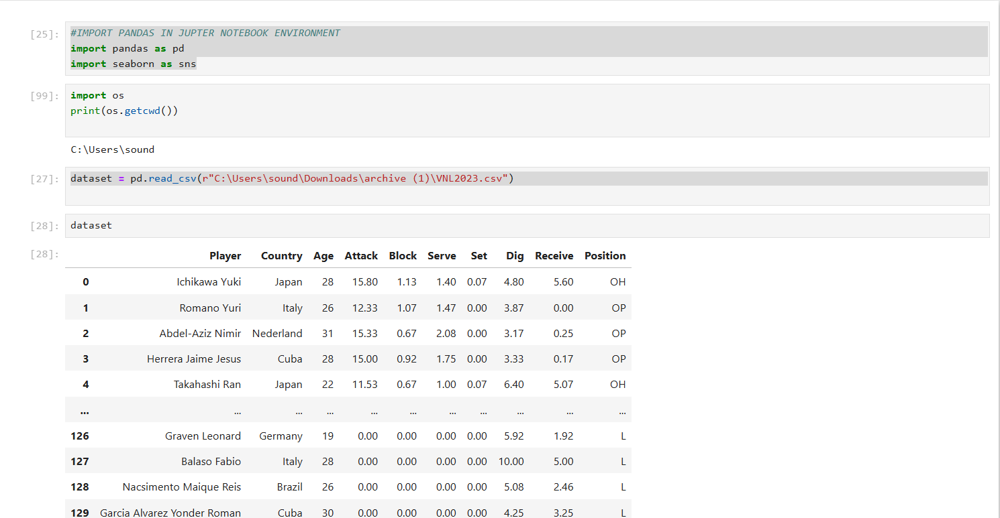 [25]: #IMPORT PANDAS IN JUPTER NOTEBOOK ENVIRONMENT
import pandas as pd
import seaborn as sns
[99]: import os
print(os.getcwd())
C:\Users\sound
[27]: dataset = pd.read_csv(r"C:\Users\sound\Downloads\archive (1)\VNL2023.csv")
[28]: dataset
[28]:
Player Country Age Attack Block Serve Set Dig Receive Position
0 Ichikawa Yuki Japan 28 15.80 1.13 1.40 0.07 4.80 5.60 OH
1 Romano Yuri Italy 26 12.33 1.07 1.47 0.00 3.87 0.00 OP
2 Abdel-Aziz Nimir Nederland 31 15.33 0.67 2.08 0.00 3.17 0.25 OP
3 Herrera Jaime Jesus Cuba 28 15.00 0.92 1.75 0.00 3.33 0.17 OP
4 Takahashi Ran Japan 22 11.53 0.67 1.00 0.07 6.40 5.07 OH
... ... ... ... ... ... ... ... ... ... ...
126 Graven Leonard Germany 19 0.00 0.00 0.00 0.00 5.92 1.92 L
127 Balaso Fabio Italy 28 0.00 0.00 0.00 0.00 10.00 5.00 L
128 Nacsimento Maique Reis Brazil 26 0.00 0.00 0.00 0.00 5.08 2.46 L
129 Garcia Alvarez Yonder Roman Cuba 30 0.00 0.00 0.00 0.00 4.25 3.25 L